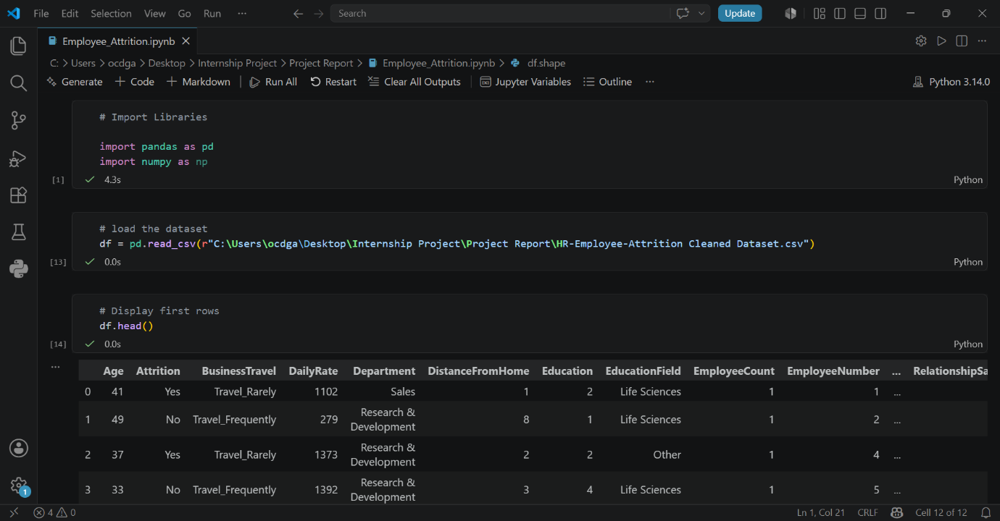 File Edit Selection View Go Run ··· Search Update
Employee_Attrition.ipynb
C: > Users > ocdga > Desktop > Internship Project > Project Report > Employee_Attrition.ipynb > df.shape
Generate + Code + Markdown Run All Restart Clear All Outputs Jupyter Variables Outline ··· Python 3.14.0
# Import Libraries
import pandas as pd
import numpy as np
[1] 4.3s Python
# load the dataset
df = pd.read_csv(r"C:\Users\ocdga\Desktop\Internship Project\Project Report\HR-Employee-Attrition Cleaned Dataset.csv")
[13] 0.0s Python
# Display first rows
df.head()
[14] 0.0s Python
...
Age Attrition BusinessTravel DailyRate Department DistanceFromHome Education EducationField EmployeeCount EmployeeNumber ... RelationshipSa
0 41 Yes Travel_Rarely 1102 Sales 1 2 Life Sciences 1 1 ...
1 49 No Travel_Frequently 279 Research & Development 8 1 Life Sciences 1 2 ...
2 37 Yes Travel_Rarely 1373 Research & Development 2 2 Other 1 4 ...
3 33 No Travel_Frequently 1392 Research & Development 3 4 Life Sciences 1 5 ...
1
4 0 Ln 1, Col 21 CRLF Cell 12 of 12